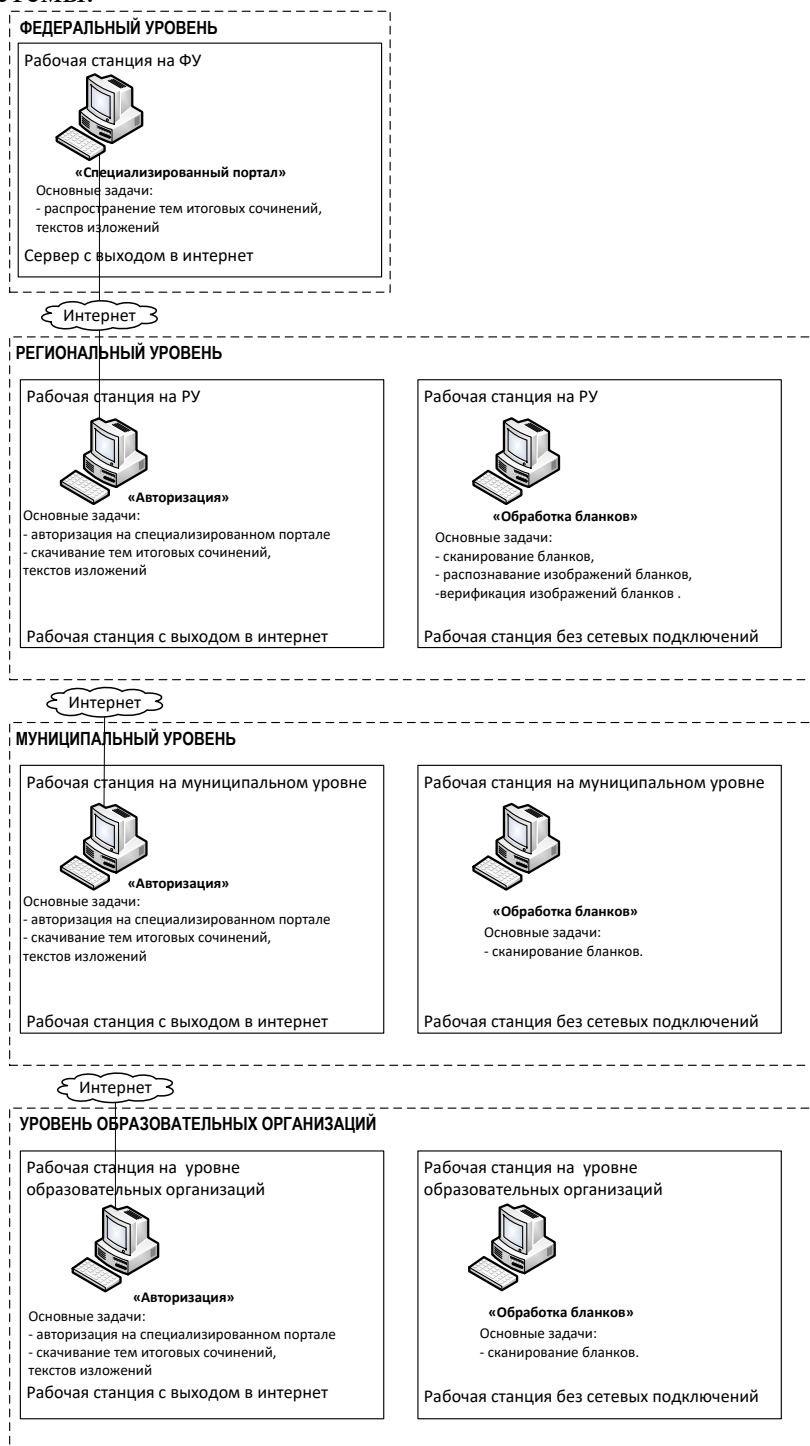 ФЕДЕРАЛЬНЫЙ УРОВЕНЬ
Рабочая станция на ФУ
«Специализированный портал»
Основные задачи:
- распространение тем итоговых сочинений,
текстов изложений
Сервер с выходом в интернет
Интернет
РЕГИОНАЛЬНЫЙ УРОВЕНЬ
Рабочая станция на РУ
«Авторизация»
Основные задачи:
- авторизация на специализированном портале
- скачивание тем итоговых сочинений,
текстов изложений
Рабочая станция с выходом в интернет
Рабочая станция на РУ
«Обработка бланков»
Основные задачи:
- сканирование бланков,
- распознавание изображений бланков,
-верификация изображений бланков .
Рабочая станция без сетевых подключений
Интернет
МУНИЦИПАЛЬНЫЙ УРОВЕНЬ
Рабочая станция на муниципальном уровне
«Авторизация»
Основные задачи:
- авторизация на специализированном портале
- скачивание тем итоговых сочинений,
текстов изложений
Рабочая станция с выходом в интернет
Рабочая станция на муниципальном уровне
«Обработка бланков»
Основные задачи:
- сканирование бланков.
Рабочая станция без сетевых подключений
Интернет
УРОВЕНЬ ОБРАЗОВАТЕЛЬНЫХ ОРГАНИЗАЦИЙ
Рабочая станция на уровне
образовательных организаций
«Авторизация»
Основные задачи:
- авторизация на специализированном портале
- скачивание тем итоговых сочинений,
текстов изложений
Рабочая станция с выходом в интернет
Рабочая станция на уровне
образовательных организаций
«Обработка бланков»
Основные задачи:
- сканирование бланков.
Рабочая станция без сетевых подключений